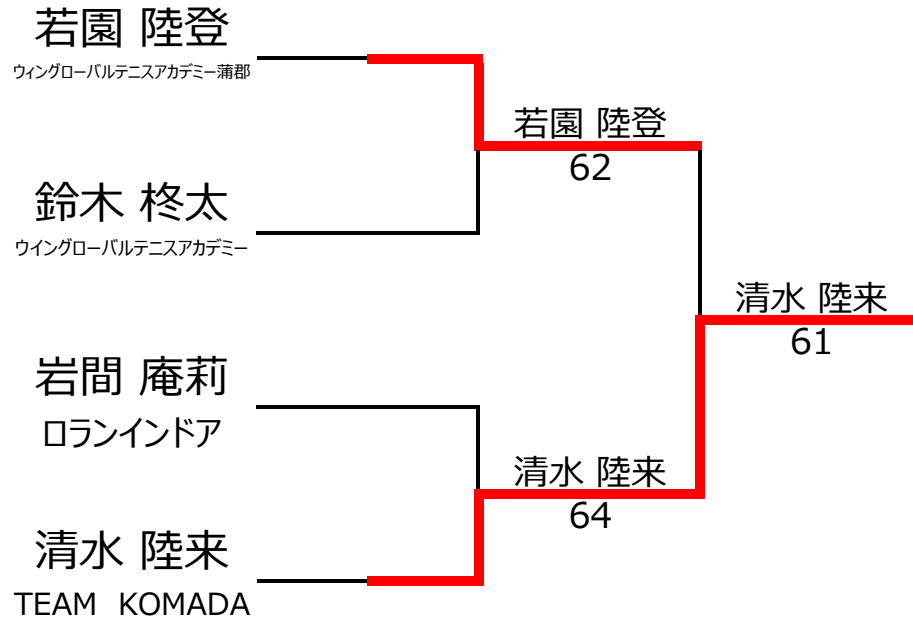 若園 陸登
ウィングローバルテニスアカデミー蒲郡
若園 陸登
62
鈴木 柊太
ウイングローバルテニスアカデミー
清水 陸来
61
岩間 庵莉
ロランインドア
清水 陸来
64
清水 陸来
TEAM KOMADA